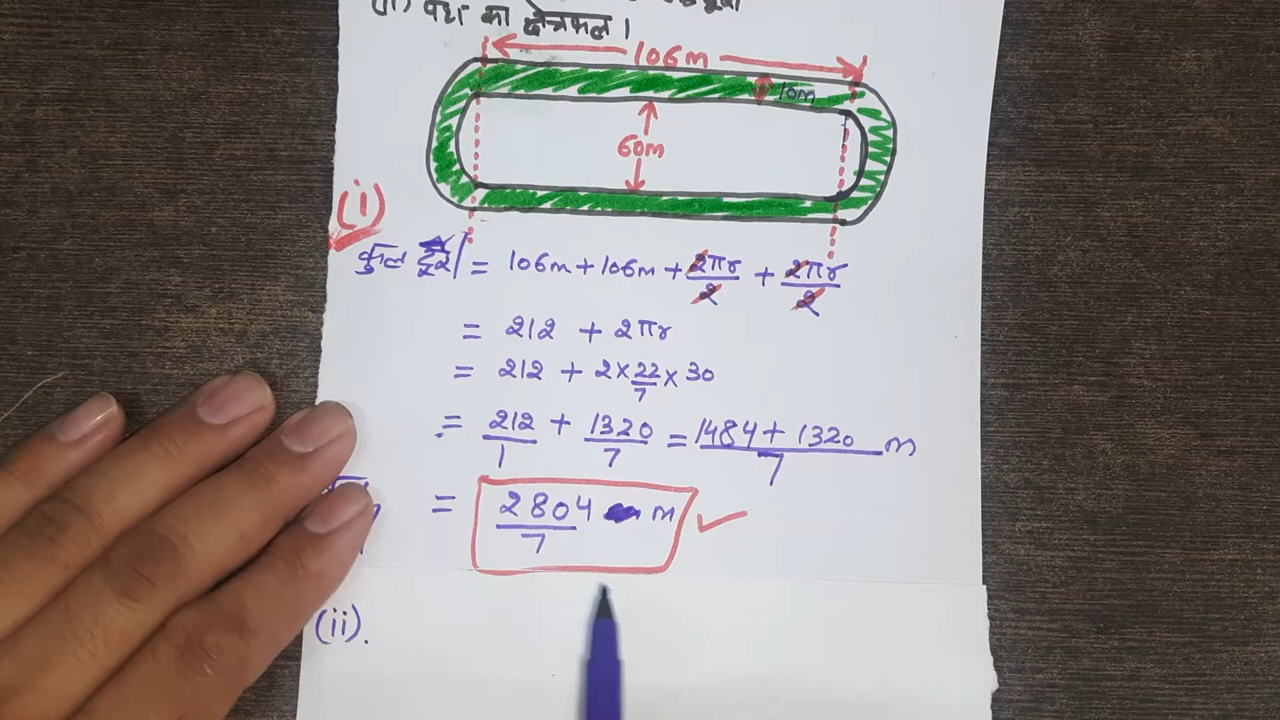 (ii) पथ का क्षेत्रफल।
106m
10m
60m
(i)
कुल दूरी = 106m + 106m + 2πr/2 + 2πr/2
= 212 + 2πr
= 212 + 2 × 22/7 × 30
= 212/1 + 1320/7 = 1484 + 1320/7 m
= 2804/7 m
(ii).